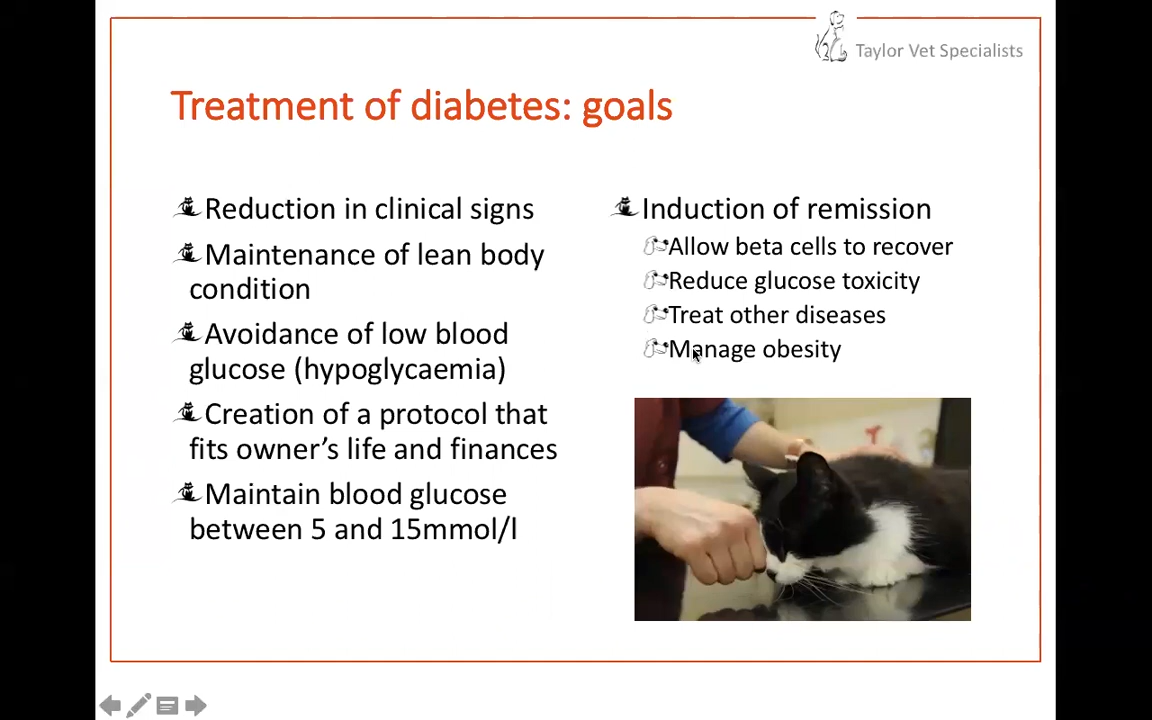 Taylor Vet Specialists
Treatment of diabetes: goals
Reduction in clinical signs
Maintenance of lean body
condition
Avoidance of low blood
glucose (hypoglycaemia)
Creation of a protocol that
fits owner’s life and finances
Maintain blood glucose
between 5 and 15mmol/l
Induction of remission
Allow beta cells to recover
Reduce glucose toxicity
Treat other diseases
Manage obesity